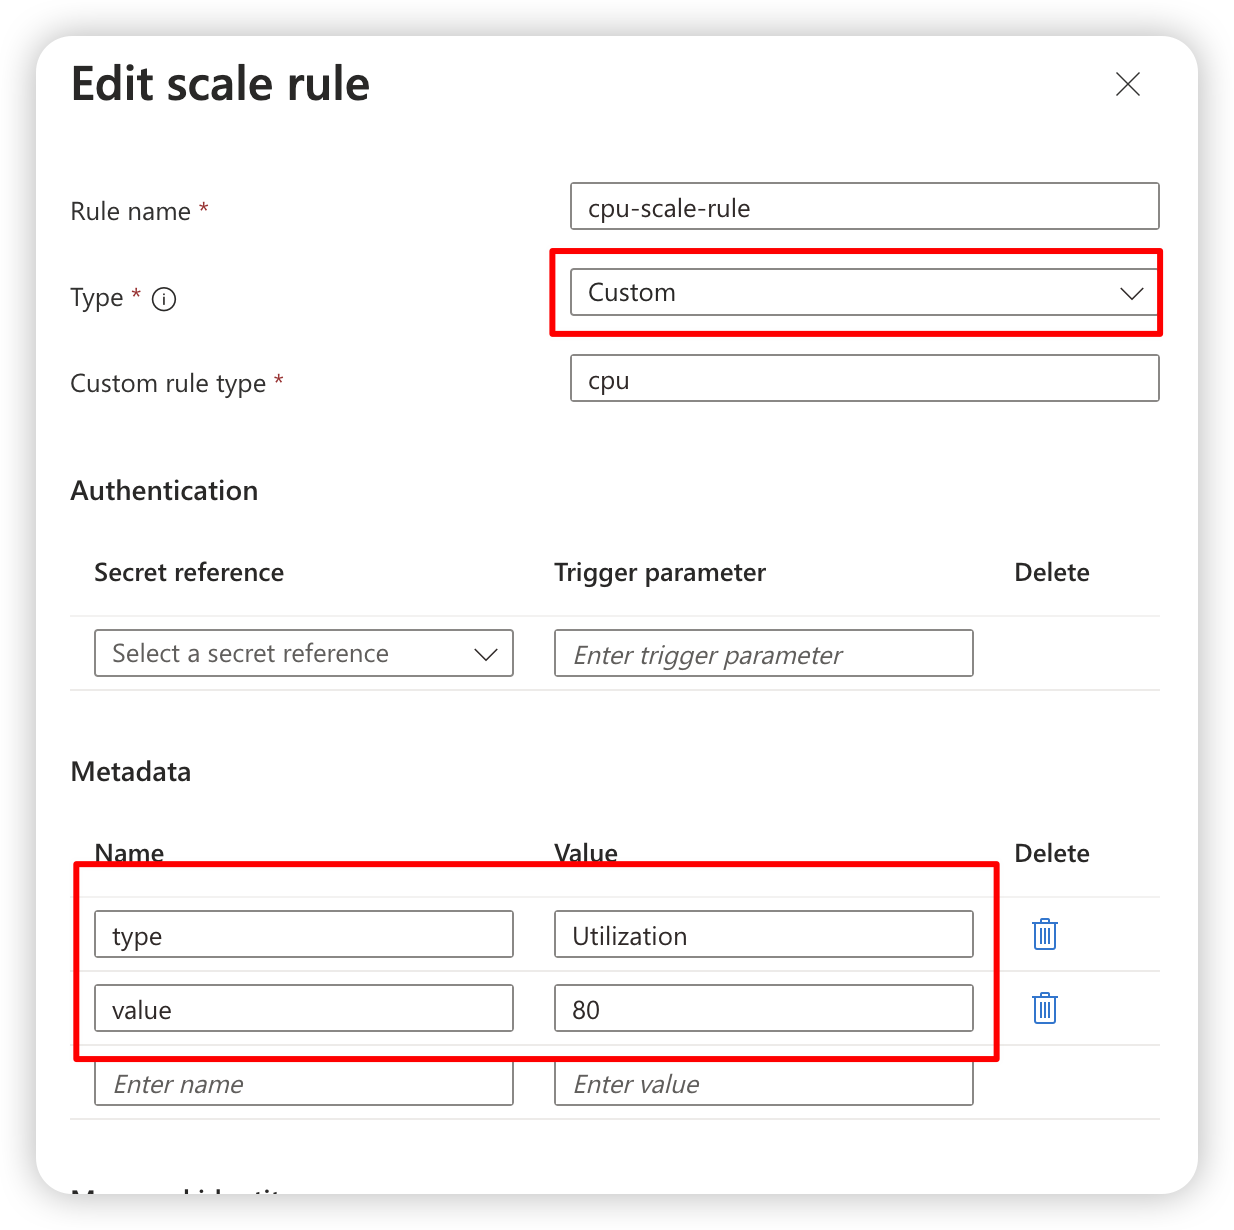 Edit scale rule
Rule name *
cpu-scale-rule
Type *
Custom
Custom rule type *
cpu
Authentication
Secret reference Trigger parameter Delete
Select a secret reference Enter trigger parameter
Metadata
Name Value Delete
type Utilization
value 80
Enter name Enter value